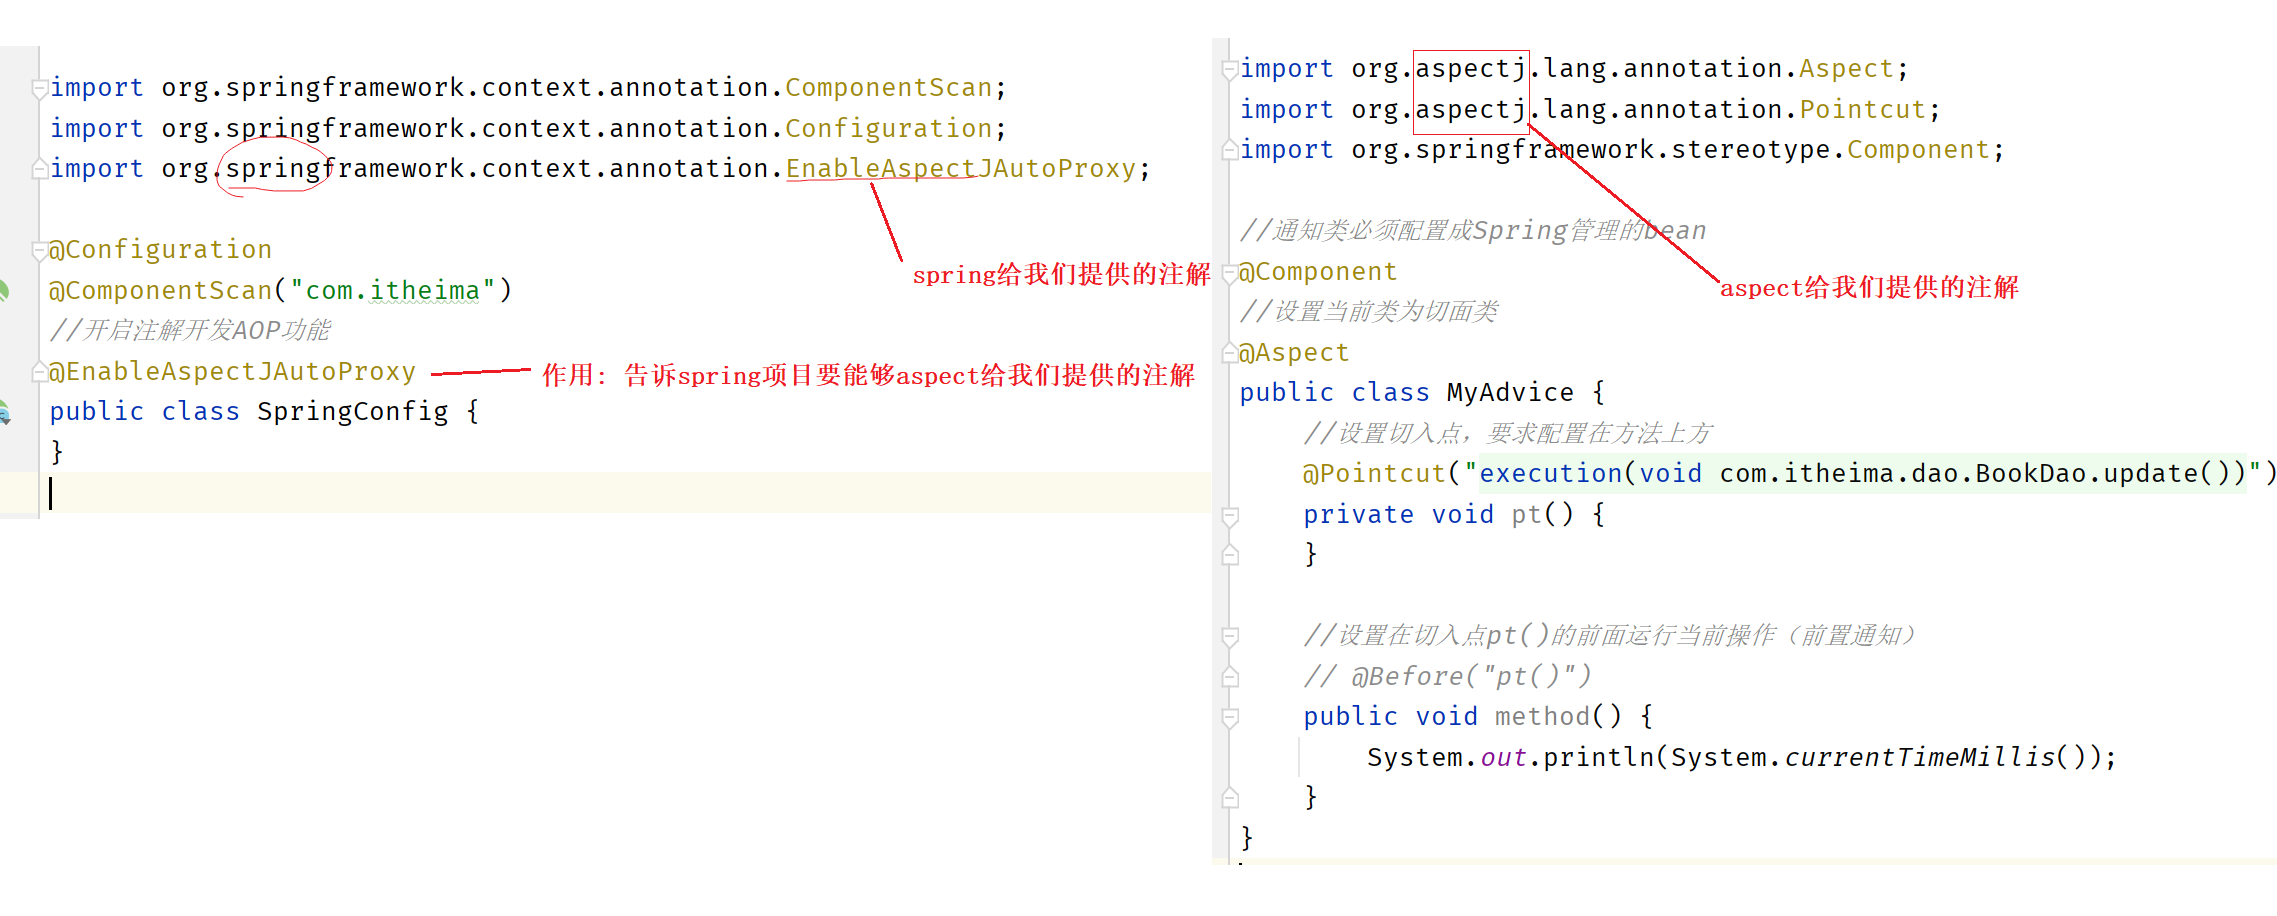 import org.springframework.context.annotation.ComponentScan;
import org.springframework.context.annotation.Configuration;
import org.springframework.context.annotation.EnableAspectJAutoProxy;
spring给我们提供的注解
@Configuration
@ComponentScan("com.itheima")
//开启注解开发AOP功能
@EnableAspectJAutoProxy
作用: 告诉spring项目要能够aspect给我们提供的注解
public class SpringConfig {
}
import org.aspectj.lang.annotation.Aspect;
import org.aspectj.lang.annotation.Pointcut;
import org.springframework.stereotype.Component;
//通知类必须配置成Spring管理的bean
@Component
aspect给我们提供的注解
//设置当前类为切面类
@Aspect
public class MyAdvice {
//设置切入点，要求配置在方法上方
@Pointcut("execution(void com.itheima.dao.BookDao.update())")
private void pt() {
}
//设置在切入点pt()的前面运行当前操作（前置通知）
// @Before("pt()")
public void method() {
System.out.println(System.currentTimeMillis());
}
}